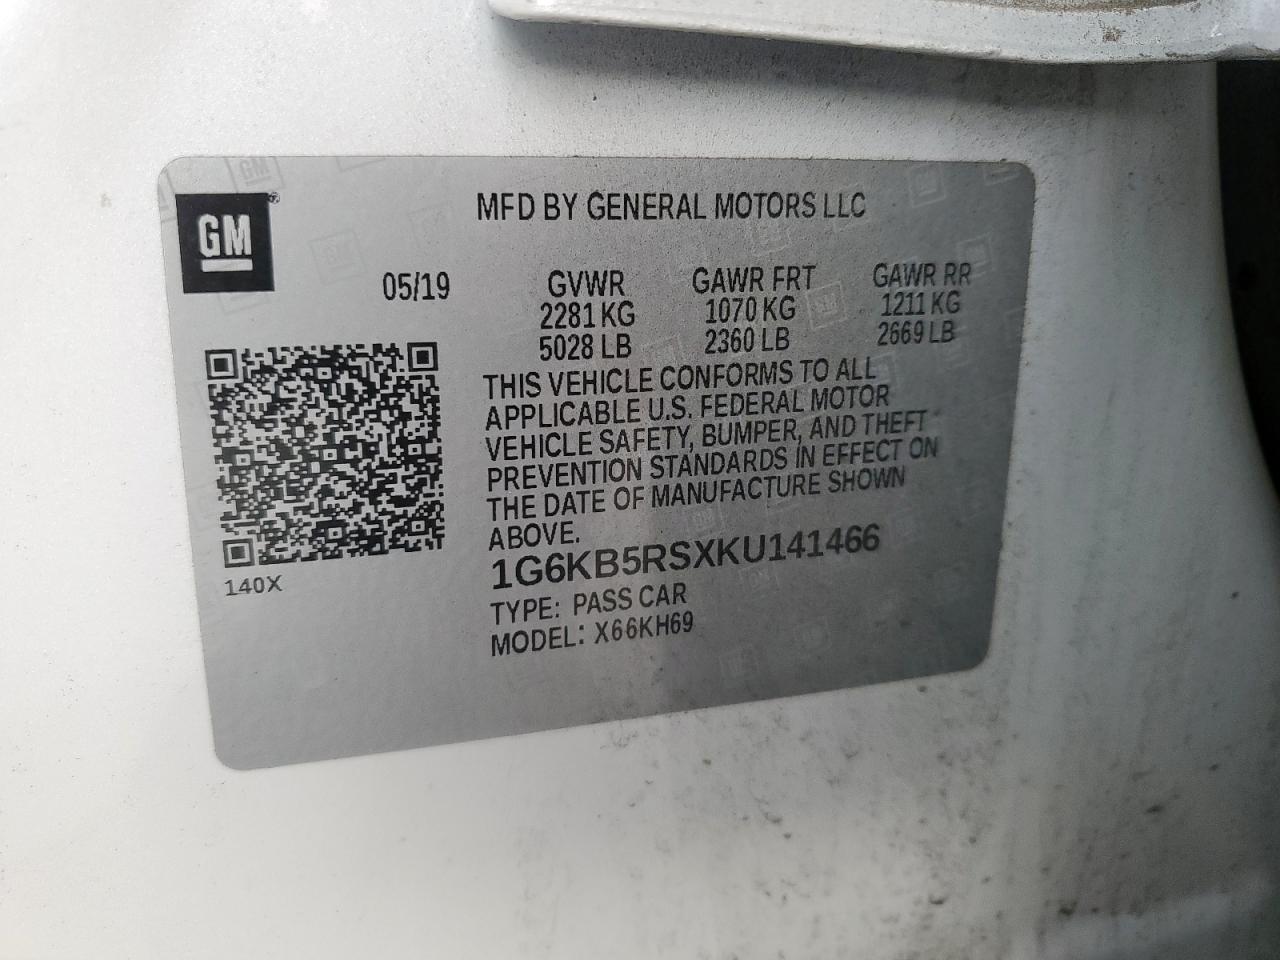 GM
MFD BY GENERAL MOTORS LLC
05/19
GVWR GAWR FRT GAWR RR
2281 KG 1070 KG 1211 KG
5028 LB 2360 LB 2669 LB
THIS VEHICLE CONFORMS TO ALL
APPLICABLE U.S. FEDERAL MOTOR
VEHICLE SAFETY, BUMPER, AND THEFT
PREVENTION STANDARDS IN EFFECT ON
THE DATE OF MANUFACTURE SHOWN
ABOVE.
140X
1G6KB5RSXKU141466
TYPE: PASS CAR
MODEL: X66KH69